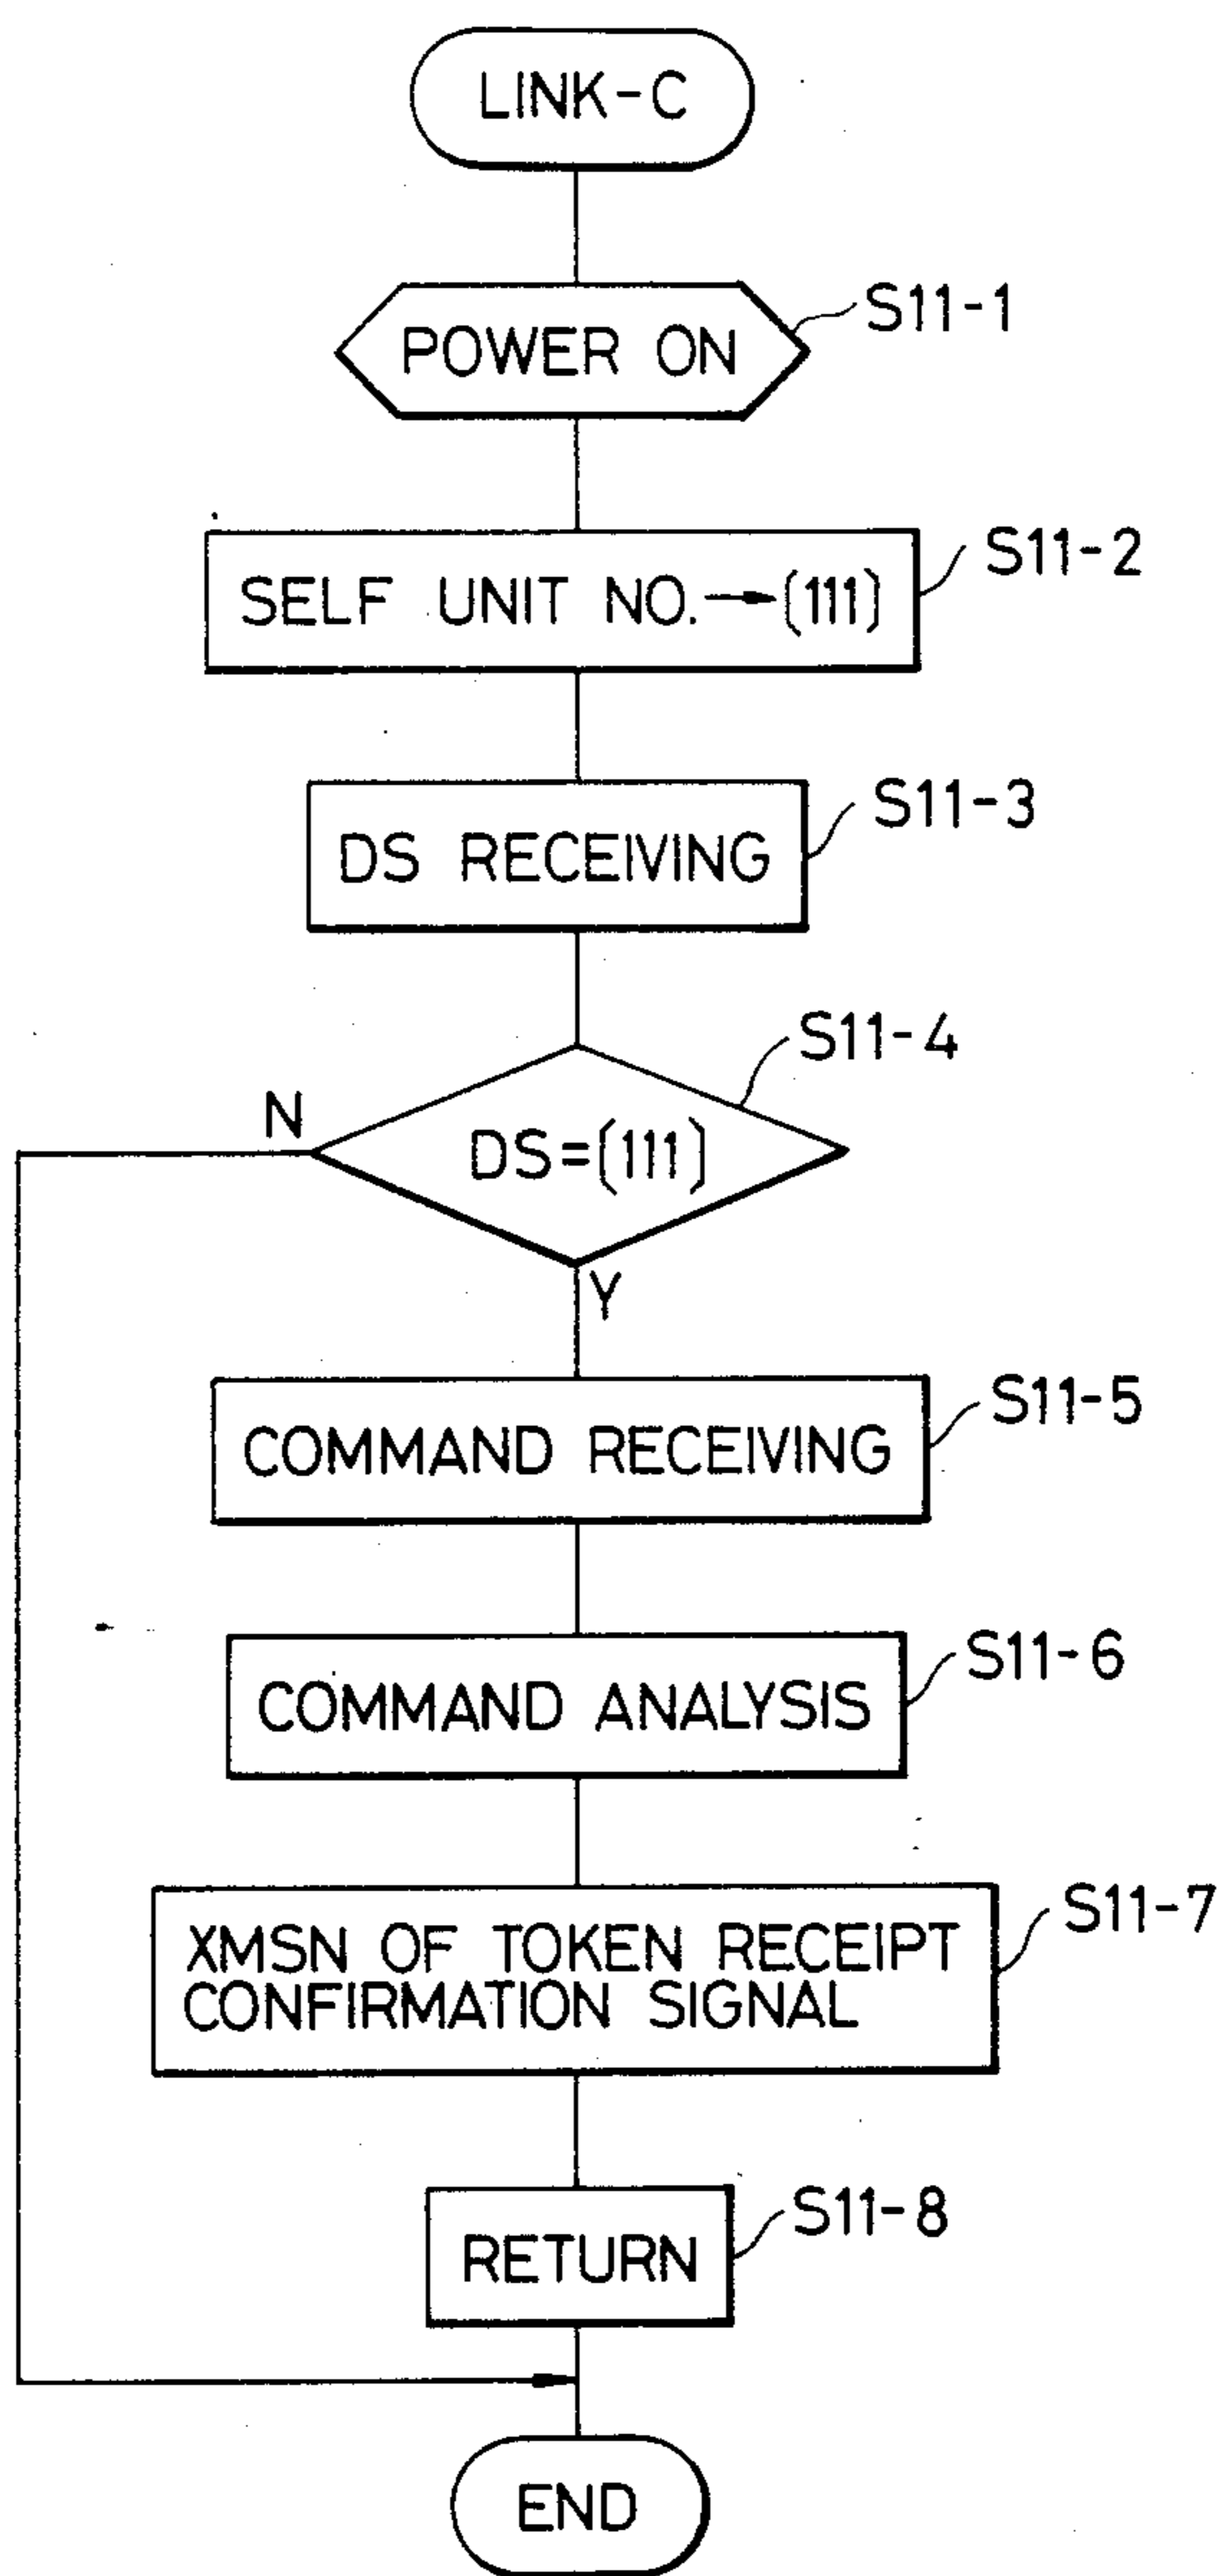 LINK-C
POWER ON
S11-1
SELF UNIT NO.→(111)
S11-2
DS RECEIVING
S11-3
S11-4
N
DS=(111)
Y
COMMAND RECEIVING
S11-5
COMMAND ANALYSIS
S11-6
XMSN OF TOKEN RECEIPT
CONFIRMATION SIGNAL
S11-7
RETURN
S11-8
END